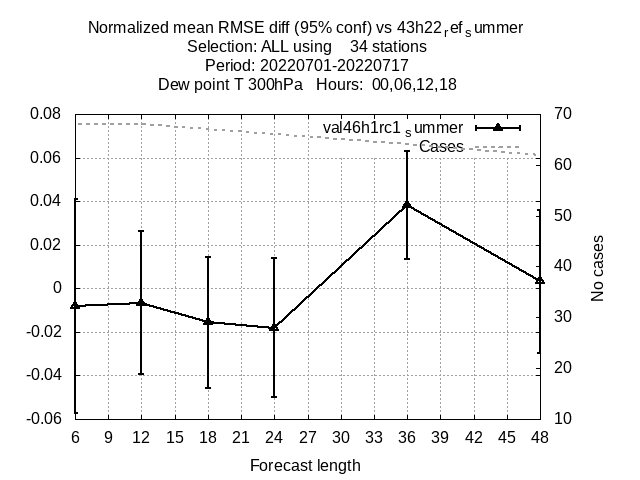 Normalized mean RMSE diff (95% conf) vs 43h22refsummer
Selection: ALL using    34 stations
Period: 20220701-20220717
Dew point T 300hPa   Hours:  00,06,12,18
0.08
0.06
0.04
0.02
0
-0.02
-0.04
-0.06
val46h1rc1summer
Cases
70
60
50
40
30
20
10
No cases
6 9 12 15 18 21 24 27 30 33 36 39 42 45 48
Forecast length